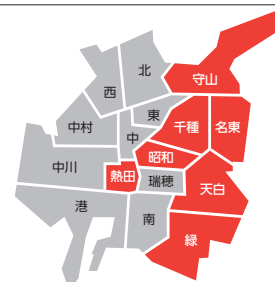 北
守山
西
東
千種
名東
中村
中
昭和
中川
熱田
瑞穂
天白
港
南
緑